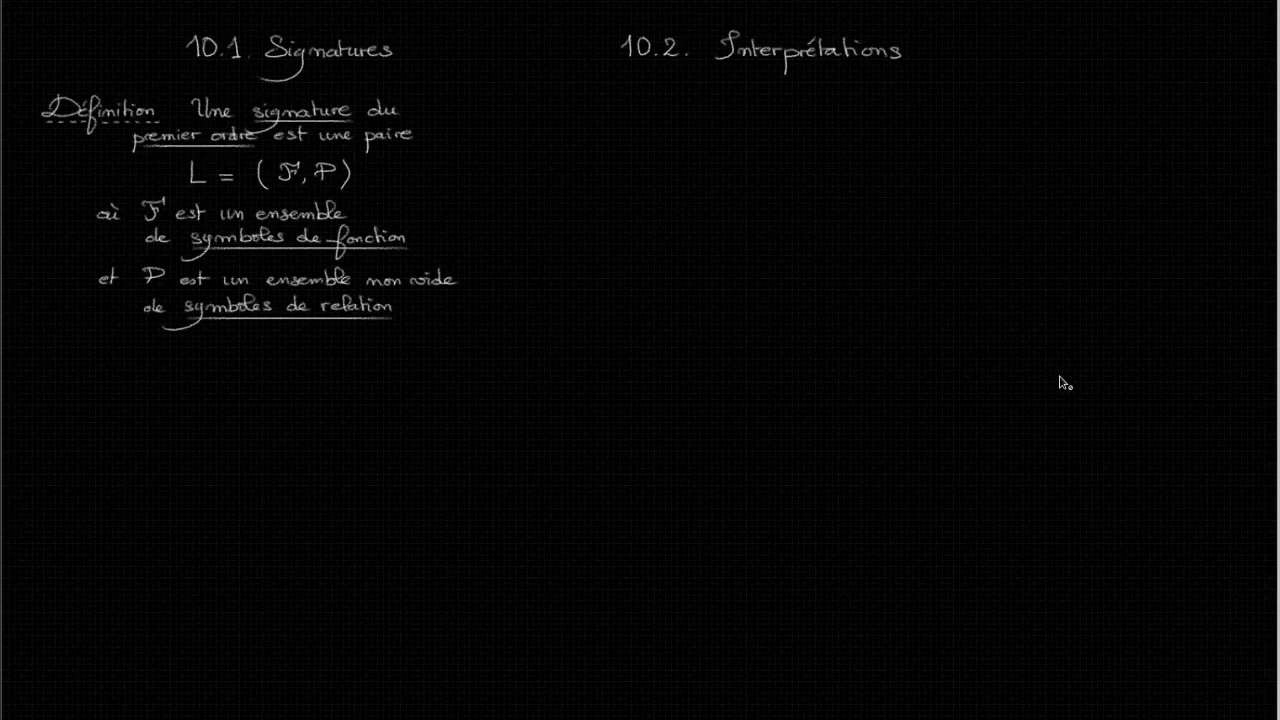 10.1. Signatures
Définition Une signature du
premier ordre est une paire
L = (F, P)
où F est un ensemble
de symboles de fonction
et P est un ensemble non vide
de symboles de relation
10.2. Interprétations